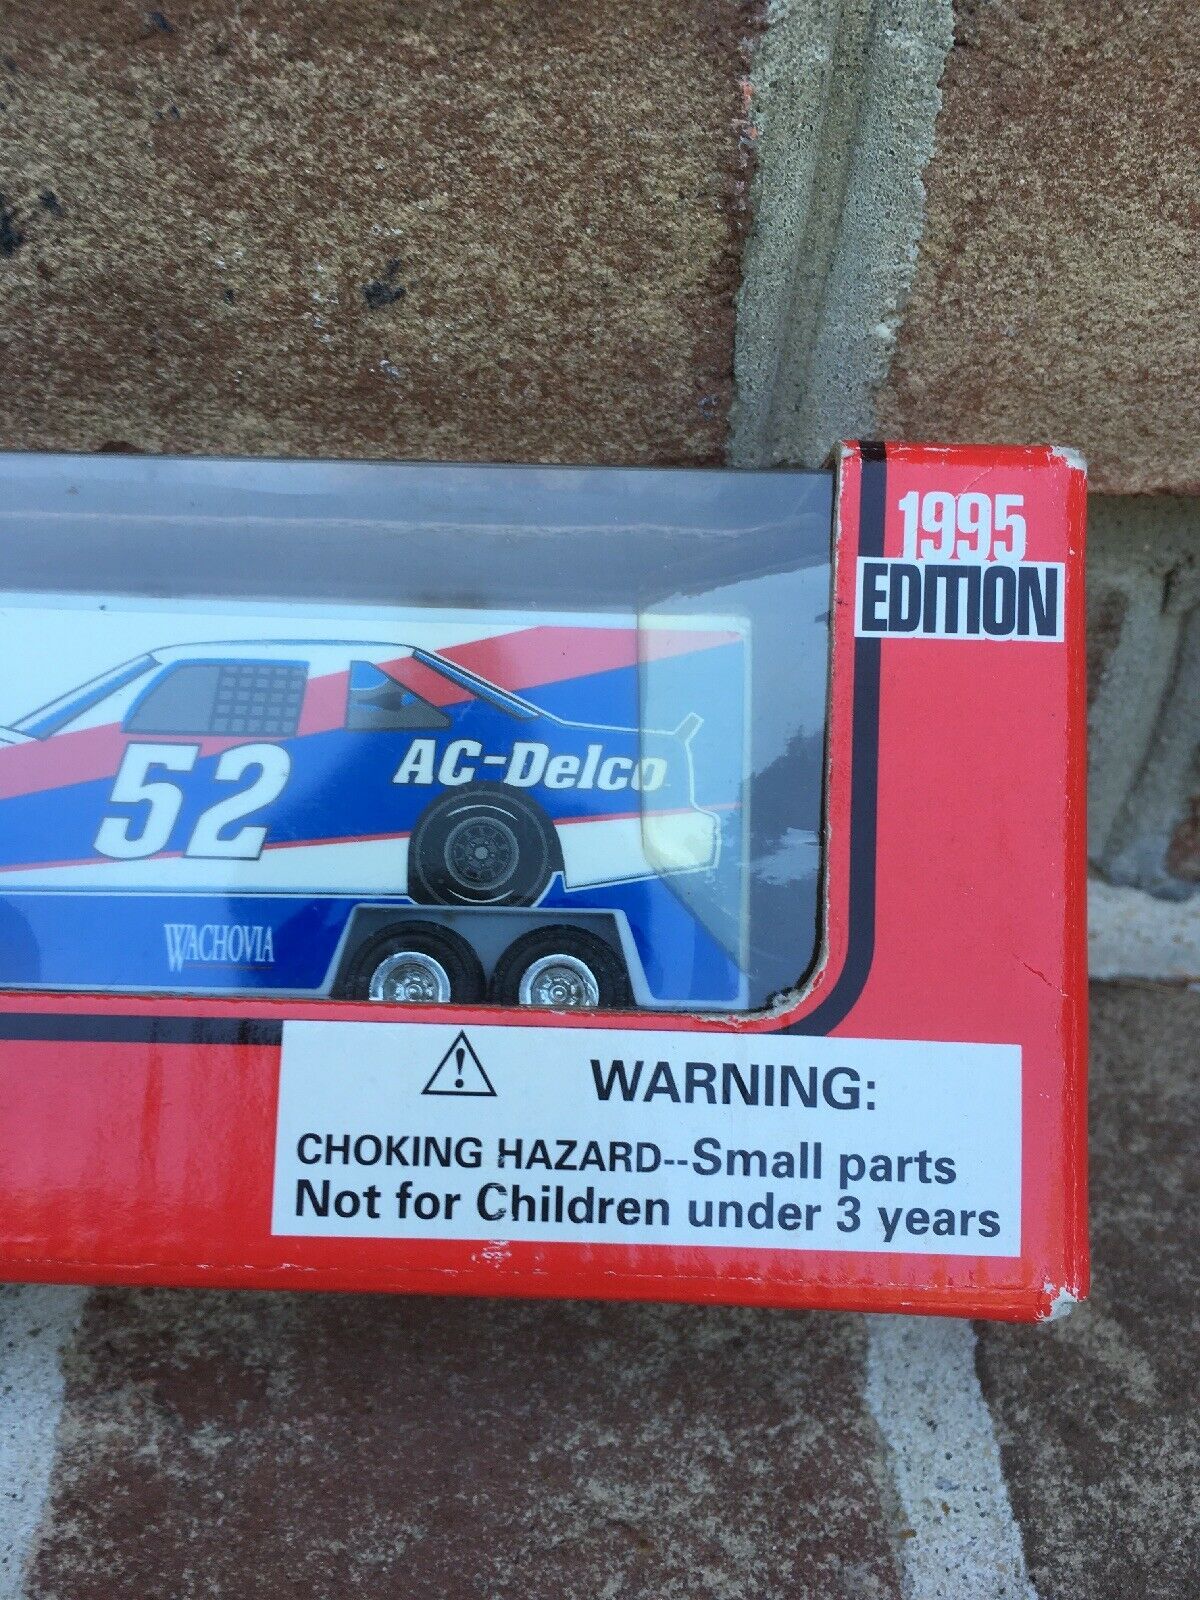 1995
EDITION
52
AC-Delco
WACHOVIA
WARNING:
CHOKING HAZARD--Small parts
Not for Children under 3 years